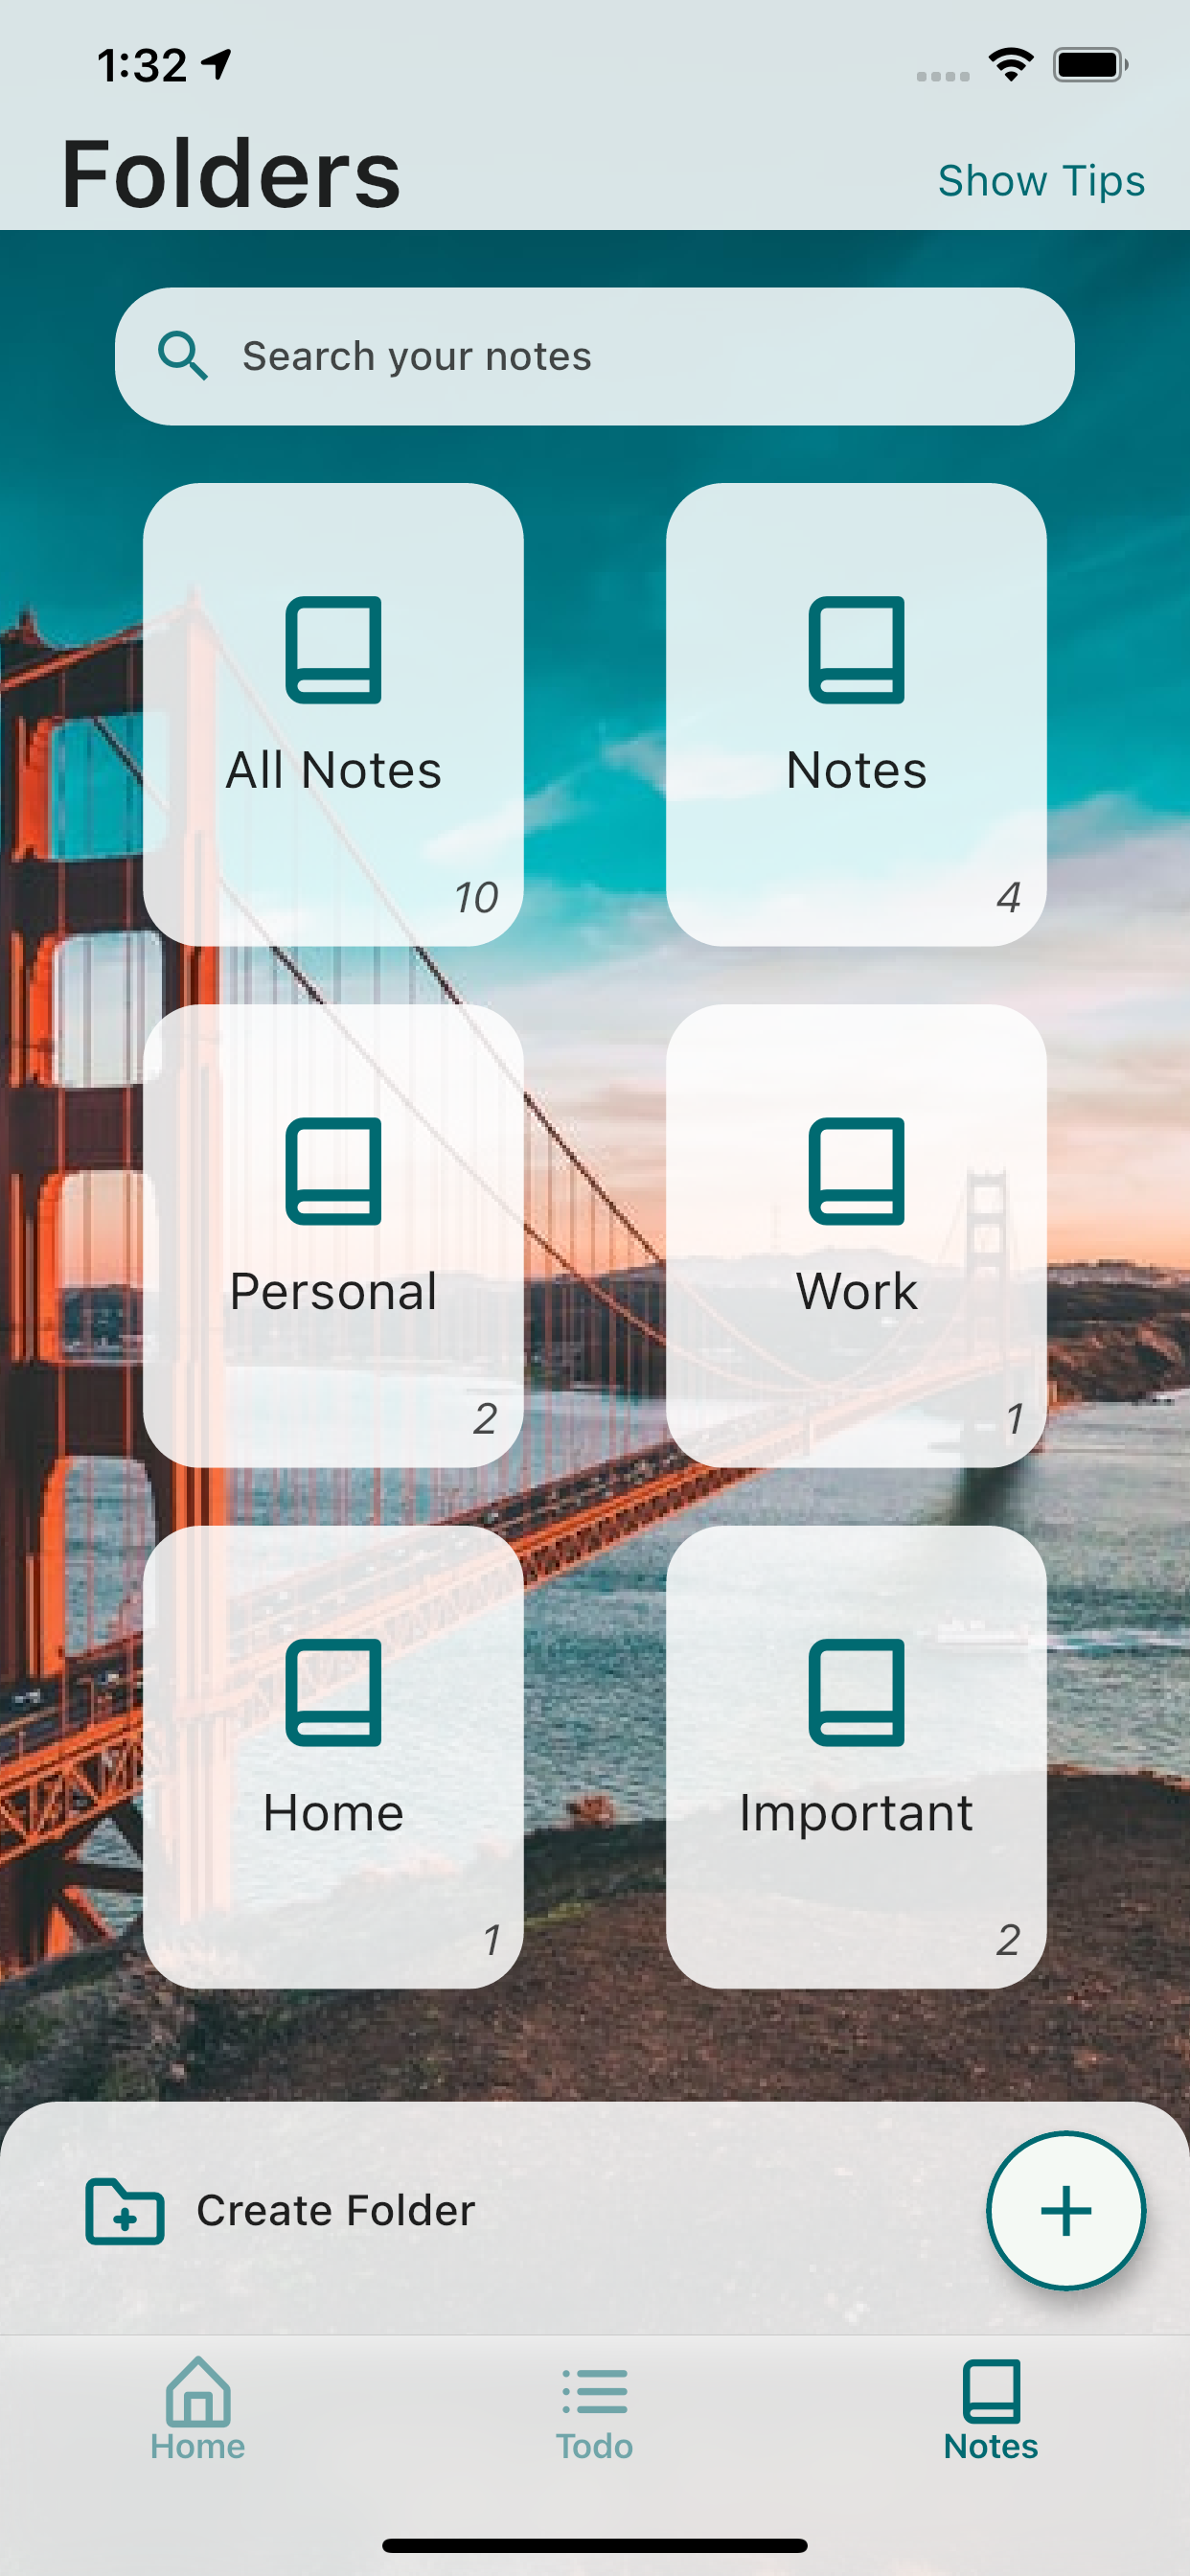 1:32
Folders
Show Tips
Search your notes
All Notes
10
Notes
4
Personal
2
Work
1
Home
1
Important
2
Create Folder
Home
Todo
Notes